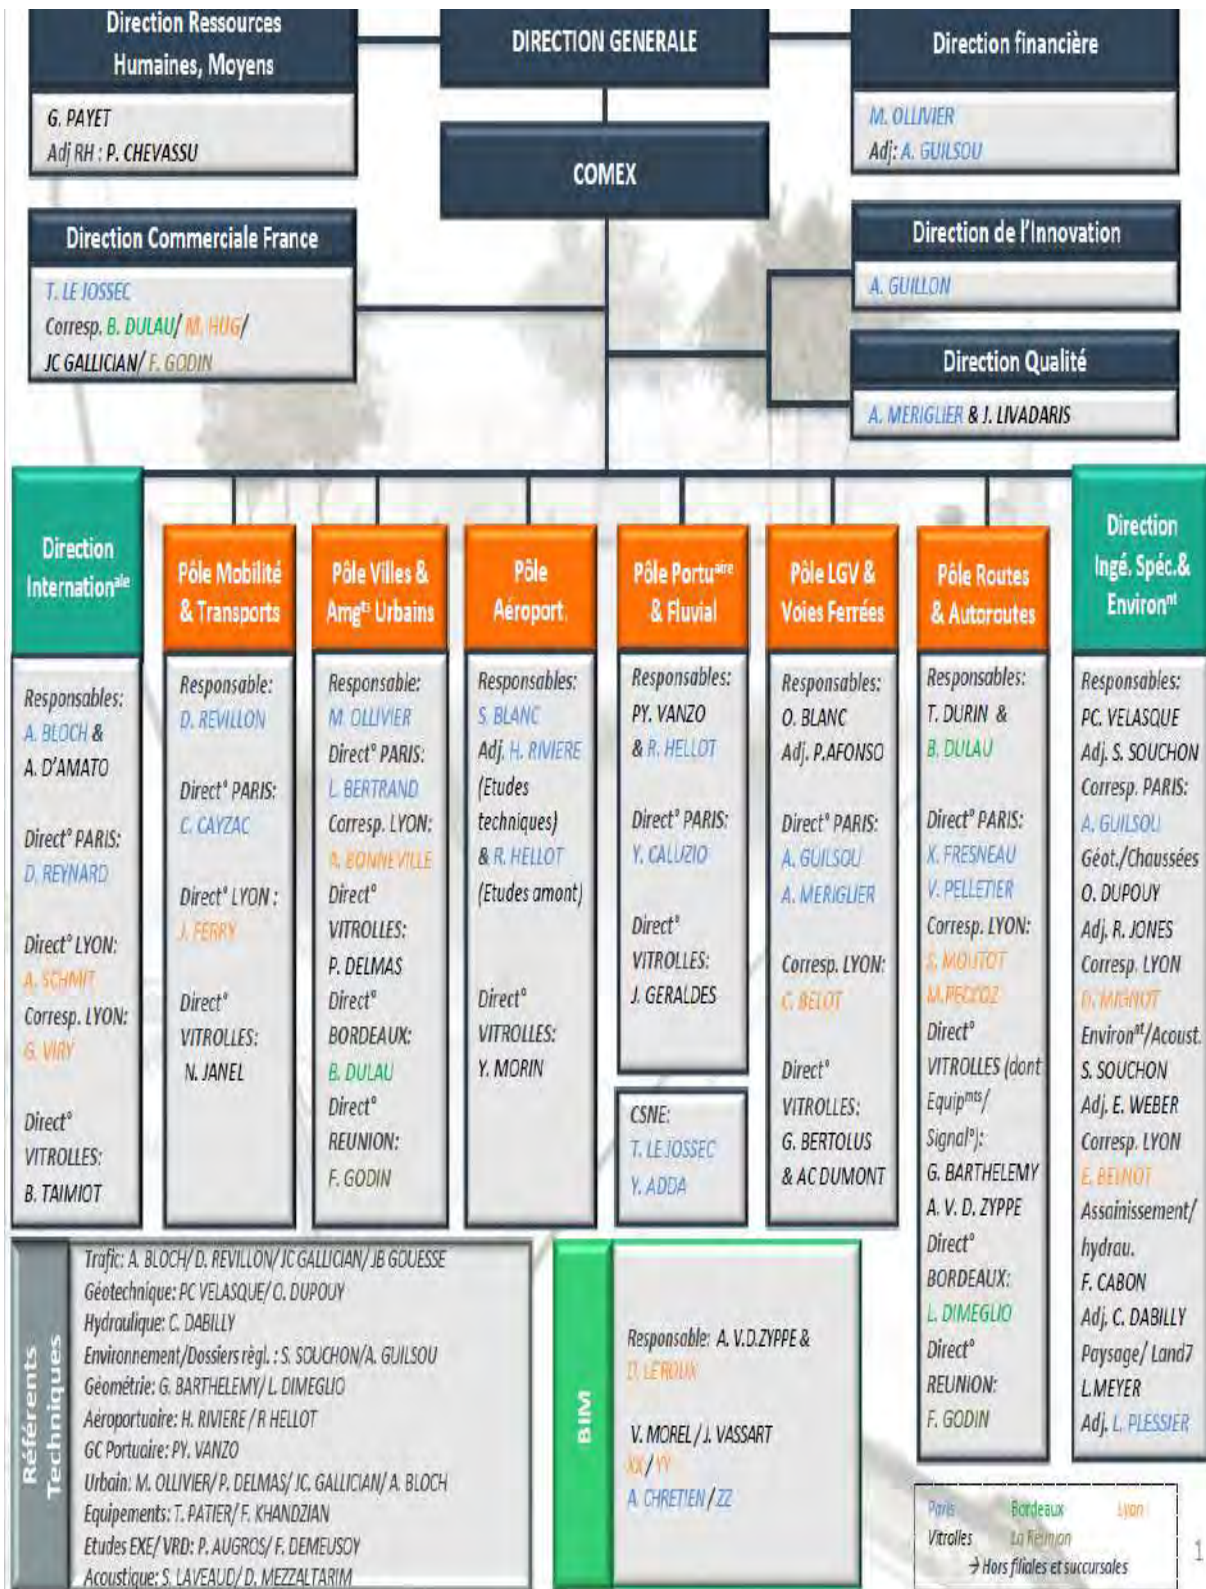 Direction Ressources
Humaines, Moyens
G. PAYET
Adj RH : P. CHEVASSU
DIRECTION GENERALE
COMEX
Direction financière
M. OLLIVIER
Adj: A. GUILSOU
Direction Commerciale France
T. LE JOSSEC
Corresp. B. DULAU/ M. HUG/
JC GALLICIAN/ F. GODIN
Direction de l'Innovation
A. GUILLON
Direction Qualité
A. MERIGLIER & J. LIVADARIS
Direction
Internationale
Responsables:
A. BLOCH &
A. D'AMATO
Direct° PARIS:
D. REYNARD
Direct° LYON:
A. SCHMIT
Corresp. LYON:
G. VIRY
Direct°
VITROLLES:
B. TAIMIOT
Pôle Mobilité
& Transports
Responsable:
D. REVILLON
Direct° PARIS:
C. CAYZAC
Direct° LYON :
J. FERRY
Direct°
VITROLLES:
N. JANEL
Pôle Villes &
Amgts Urbains
Responsable:
M. OLLIVIER
Direct° PARIS:
L. BERTRAND
Corresp. LYON:
A. BONNEVILLE
Direct°
VITROLLES:
P. DELMAS
Direct°
BORDEAUX:
B. DULAU
Direct°
REUNION:
F. GODIN
Pôle
Aéroport.
Responsables:
S. BLANC
Adj. H. RIVIERE
(Etudes
techniques)
& R. HELLOT
(Etudes amont)
Direct°
VITROLLES:
Y. MORIN
Pôle Portuaire
& Fluvial
Responsables:
PY. VANZO
& R. HELLOT
Direct° PARIS:
Y. CALUZIO
Direct°
VITROLLES:
J. GERALDES
CSNE:
T. LE JOSSEC
Y. ADDA
Pôle LGV &
Voies Ferrées
Responsables:
O. BLANC
Adj. P.AFONSO
Direct° PARIS:
A. GUILSOU
A. MERIGLIER
Corresp. LYON:
C. BELOT
Direct°
VITROLLES:
G. BERTOLUS
& AC DUMONT
Pôle Routes
& Autoroutes
Responsables:
T. DURIN &
B. DULAU
Direct° PARIS:
X. FRESNEAU
V. PELLETIER
Corresp. LYON:
S. MOUTOT
M.PECCOZ
Direct°
VITROLLES (dont
Equipmts/
Signal°):
G. BARTHELEMY
A. V. D. ZYPPE
Direct°
BORDEAUX:
L. DIMEGLIO
Direct°
REUNION:
F. GODIN
Direction
Ingé. Spéc.&
Environnt
Responsables:
PC. VELASQUE
Adj. S. SOUCHON
Corresp. PARIS:
A. GUILSOU
Géot./Chaussées
O. DUPOUY
Adj. R. JONES
Corresp. LYON
D. MIGNOT
Environnt/Acoust.
S. SOUCHON
Adj. E. WEBER
Corresp. LYON
E. BEINOT
Assainissement/
hydrau.
F. CABON
Adj. C. DABILLY
Paysage/ Land7
L.MEYER
Adj. L. PLESSIER
Référents
Techniques
Trafic: A. BLOCH/ D. REVILLON/ JC GALLICIAN/ JB GOUESSE
Géotechnique: PC VELASQUE/ O. DUPOUY
Hydraulique: C. DABILLY
Environnement/Dossiers règl. : S. SOUCHON/A. GUILSOU
Géométrie: G. BARTHELEMY/ L. DIMEGLIO
Aéroportuaire: H. RIVIERE / R HELLOT
GC Portuaire: PY. VANZO
Urbain: M. OLLIVIER/ P. DELMAS/ JC. GALLICIAN/ A. BLOCH
Equipements: T. PATIER/ F. KHANDZIAN
Etudes EXE/ VRD: P. AUGROS/ F. DEMEUSOY
Acoustique: S. LAVEAUD/ D. MEZZALTARIM
BIM
Responsable: A. V.D.ZYPPE &
D. LEROUX
V. MOREL / J. VASSART
XX / YY
A. CHRETIEN / ZZ
Paris Bordeaux Lyon
Vitrolles La Réunion
→ Hors filiales et succursales
1